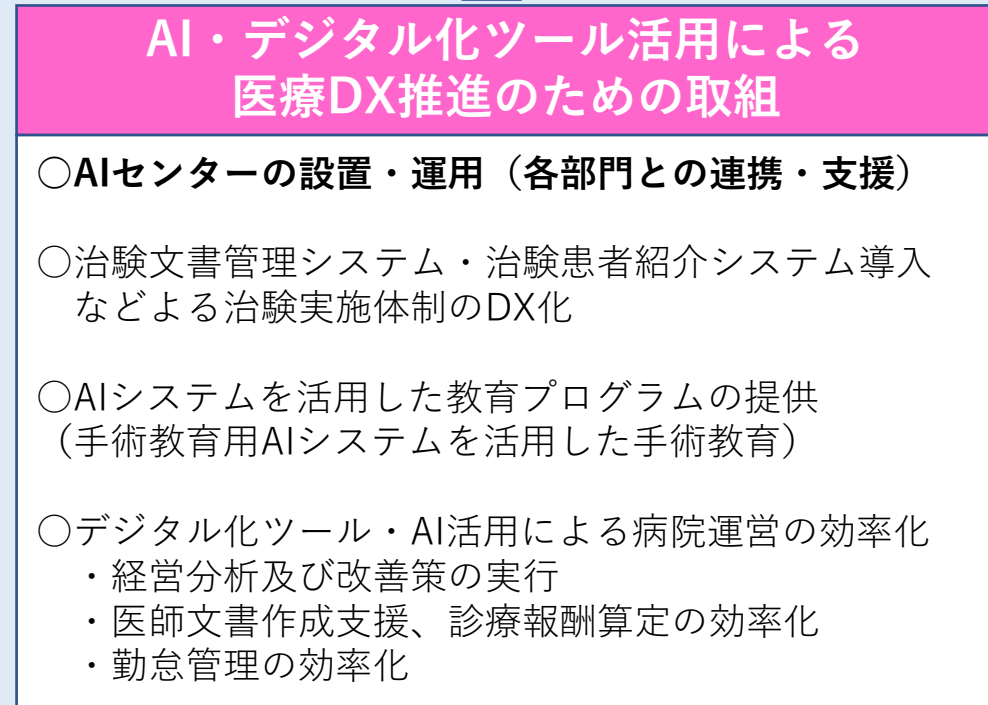 AI・デジタル化ツール活用による
医療DX推進のための取組
○AIセンターの設置・運用（各部門との連携・支援）
○治験文書管理システム・治験患者紹介システム導入
などよる治験実施体制のDX化
○AIシステムを活用した教育プログラムの提供
（手術教育用AIシステムを活用した手術教育）
○デジタル化ツール・AI活用による病院運営の効率化
・経営分析及び改善策の実行
・医師文書作成支援、診療報酬算定の効率化
・勤怠管理の効率化